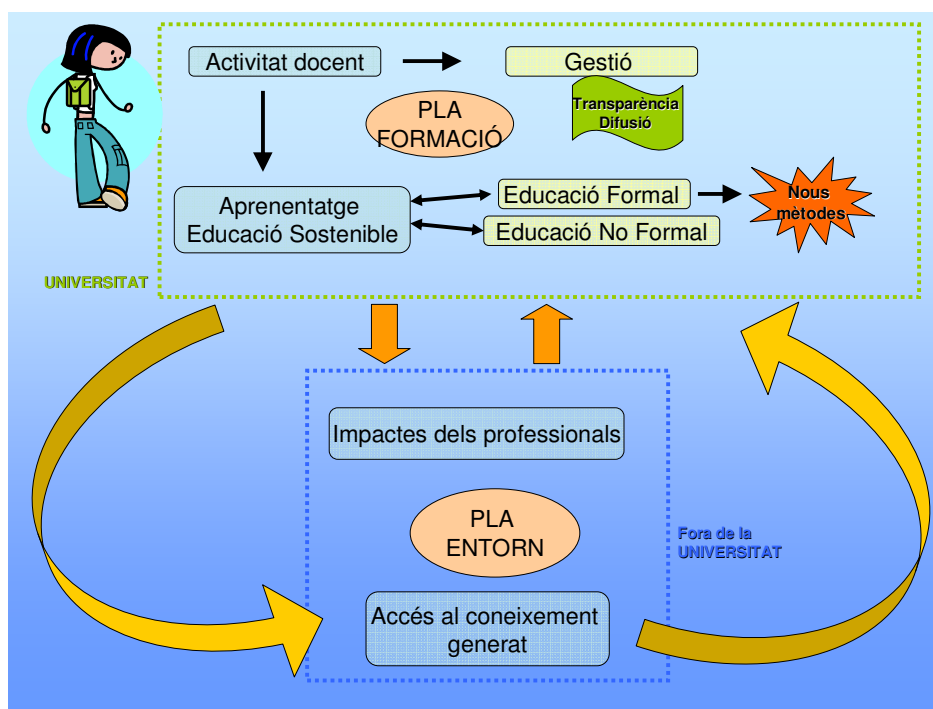 Activitat docent
Gestió
PLA
FORMACIÓ
Transparència
Difusió
Aprenentatge
Educació Sostenible
Educació Formal
Educació No Formal
Nous
mètodes
UNIVERSITAT
Impactes dels professionals
PLA
ENTORN
Fora de la
UNIVERSITAT
Accés al coneixement
generat